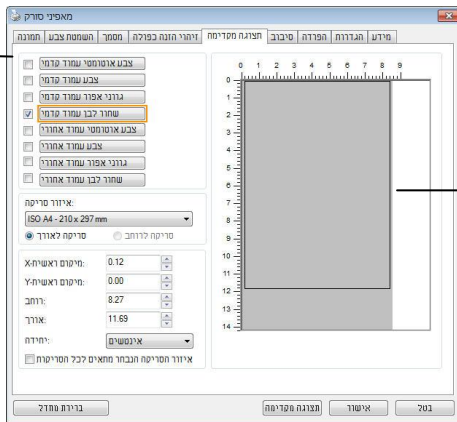 מאפיני סורק
תמונה השמטת צבע מסמך זיהוי הזנה כפולה תצוגה מקדימה סיבוב הפרדה הגדרות מידע
צבע אוטומטי עמוד קדמי
צבע עמוד קדמי
גווני אפור עמוד קדמי
שחור לבן עמוד קדמי
צבע אוטומטי עמוד אחורי
צבע עמוד אחורי
גווני אפור עמוד אחורי
שחור לבן עמוד אחורי
איזור סריקה:
ISO A4 - 210 x 297 mm
סריקה לאורך סריקה לרוחב
מיקום ראשית-X: 0.12
מיקום ראשית-Y: 0.00
רוחב: 8.27
אורך: 11.69
יחידה: אינטשים
איזור הסריקה הנבחר מתאים לכל הסריקות
0 1 2 3 4 5 6 7 8 9
0
1
2
3
4
5
6
7
8
9
10
11
12
13
14
ברירת מחדל תצוגה מקדימה אישור בטל